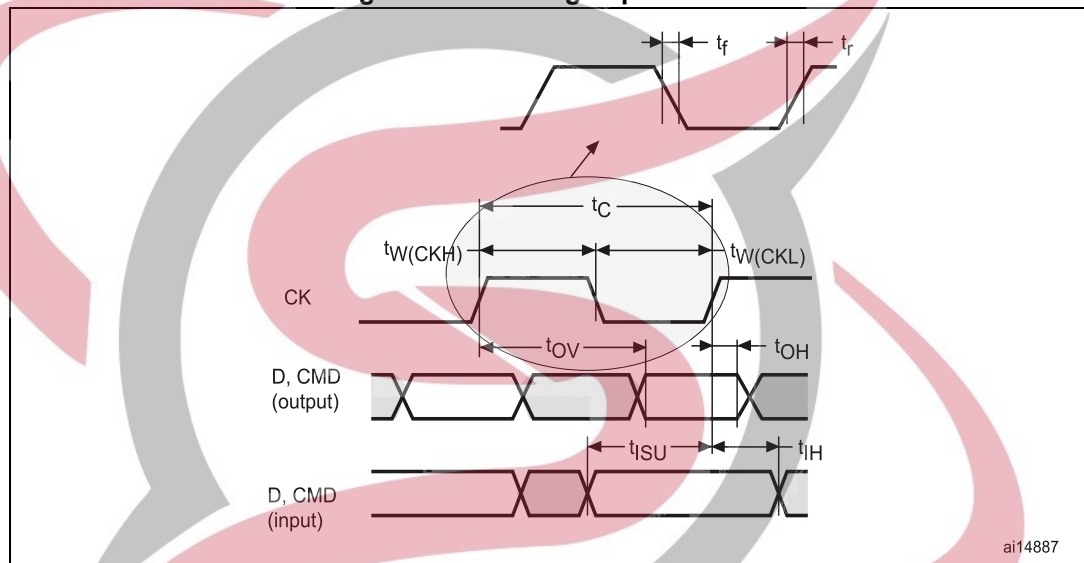 tf
tr
tC
tW(CKH)
tW(CKL)
CK
tOV
tOH
D, CMD
(output)
tISU
tIH
D, CMD
(input)
ai14887